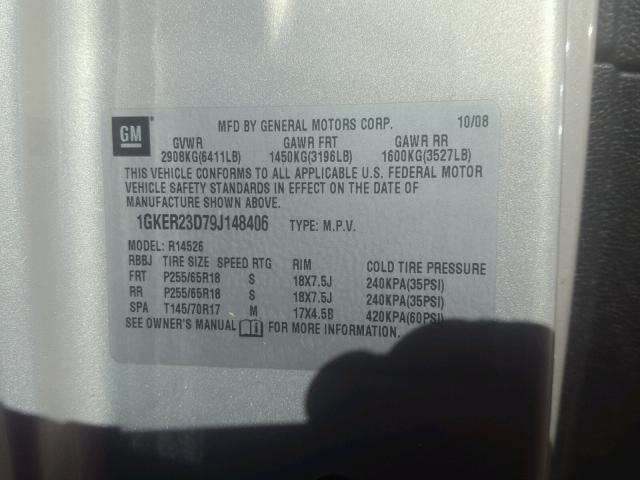 GM
MFD BY GENERAL MOTORS CORP. 10/08
GVWR GAWR FRT GAWR RR
2908KG(6411LB) 1450KG(3196LB) 1600KG(3527LB)
THIS VEHICLE CONFORMS TO ALL APPLICABLE U.S. FEDERAL MOTOR
VEHICLE SAFETY STANDARDS IN EFFECT ON THE DATE OF
MANUFACTURE SHOWN ABOVE.
1GKER23D79J148406 TYPE: M.P.V.
MODEL: R14526
RBBJ TIRE SIZE SPEED RTG RIM COLD TIRE PRESSURE
FRT P255/65R18 S 18X7.5J 240KPA(35PSI)
RR P255/65R18 S 18X7.5J 240KPA(35PSI)
SPA T145/70R17 M 17X4.5B 420KPA(60PSI)
SEE OWNER'S MANUAL FOR MORE INFORMATION.